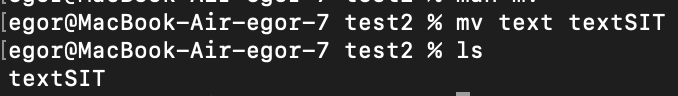 [egor@MacBook-Air-egor-7 test2 % mv text textSIT
[egor@MacBook-Air-egor-7 test2 % ls
textSIT